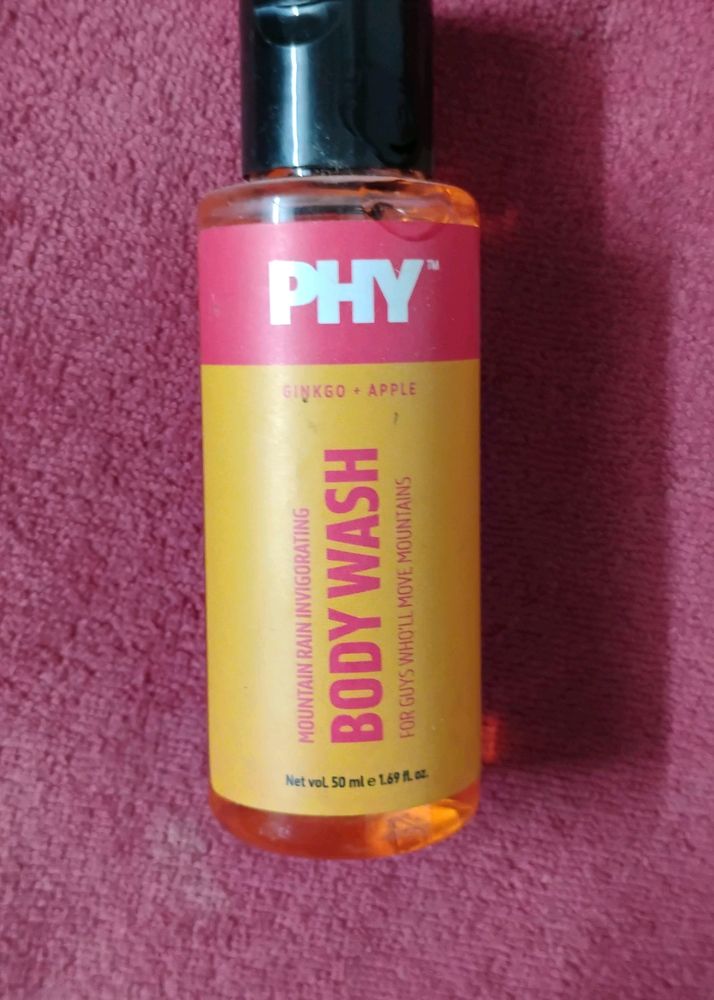 PHY™
GINKGO + APPLE
MOUNTAIN RAIN INVIGORATING
BODY WASH
FOR GUYS WHO'LL MOVE MOUNTAINS
Net vol. 50 ml e 1.69 fl. oz.